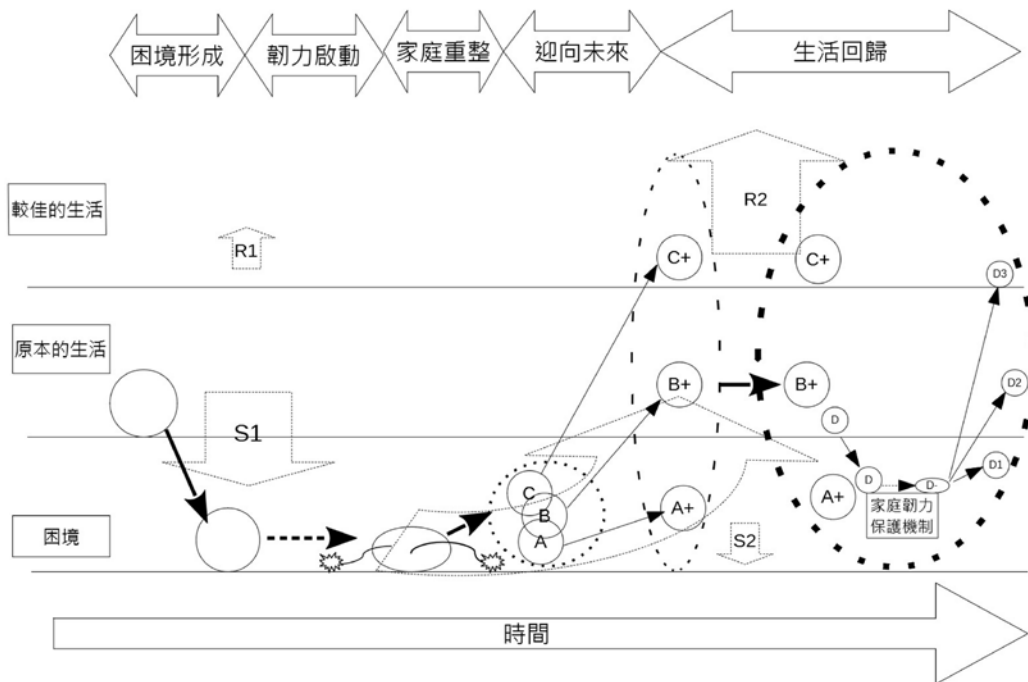 困境形成
韌力啟動
家庭重整
迎向未來
生活回歸
較佳的生活
R1
R2
C+
C+
D3
原本的生活
S1
B+
B+
D2
D
D1
C
B
A
A+
A+
D
D-
家庭韌力
保護機制
困境
S2
時間